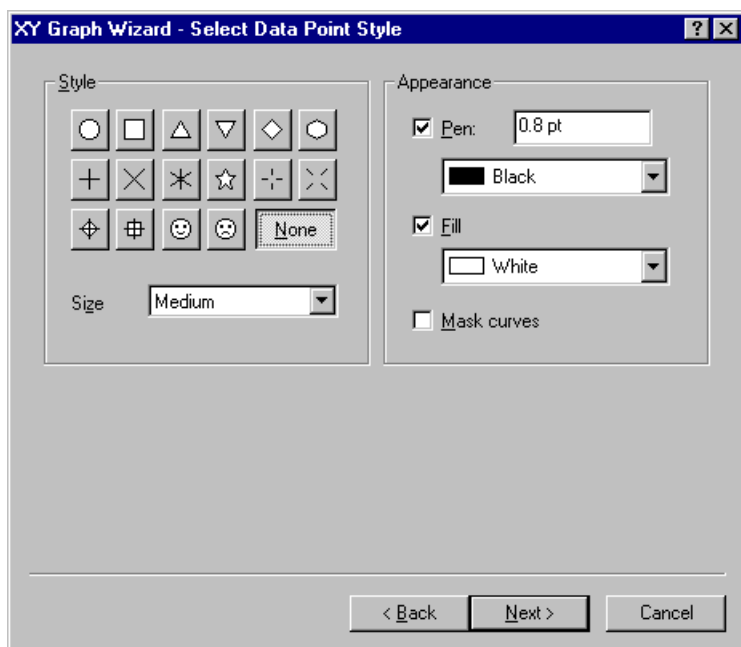 XY Graph Wizard - Select Data Point Style
Style
None
Size
Medium
Appearance
Pen:
0.8 pt
Black
Fill
White
Mask curves
< Back
Next >
Cancel